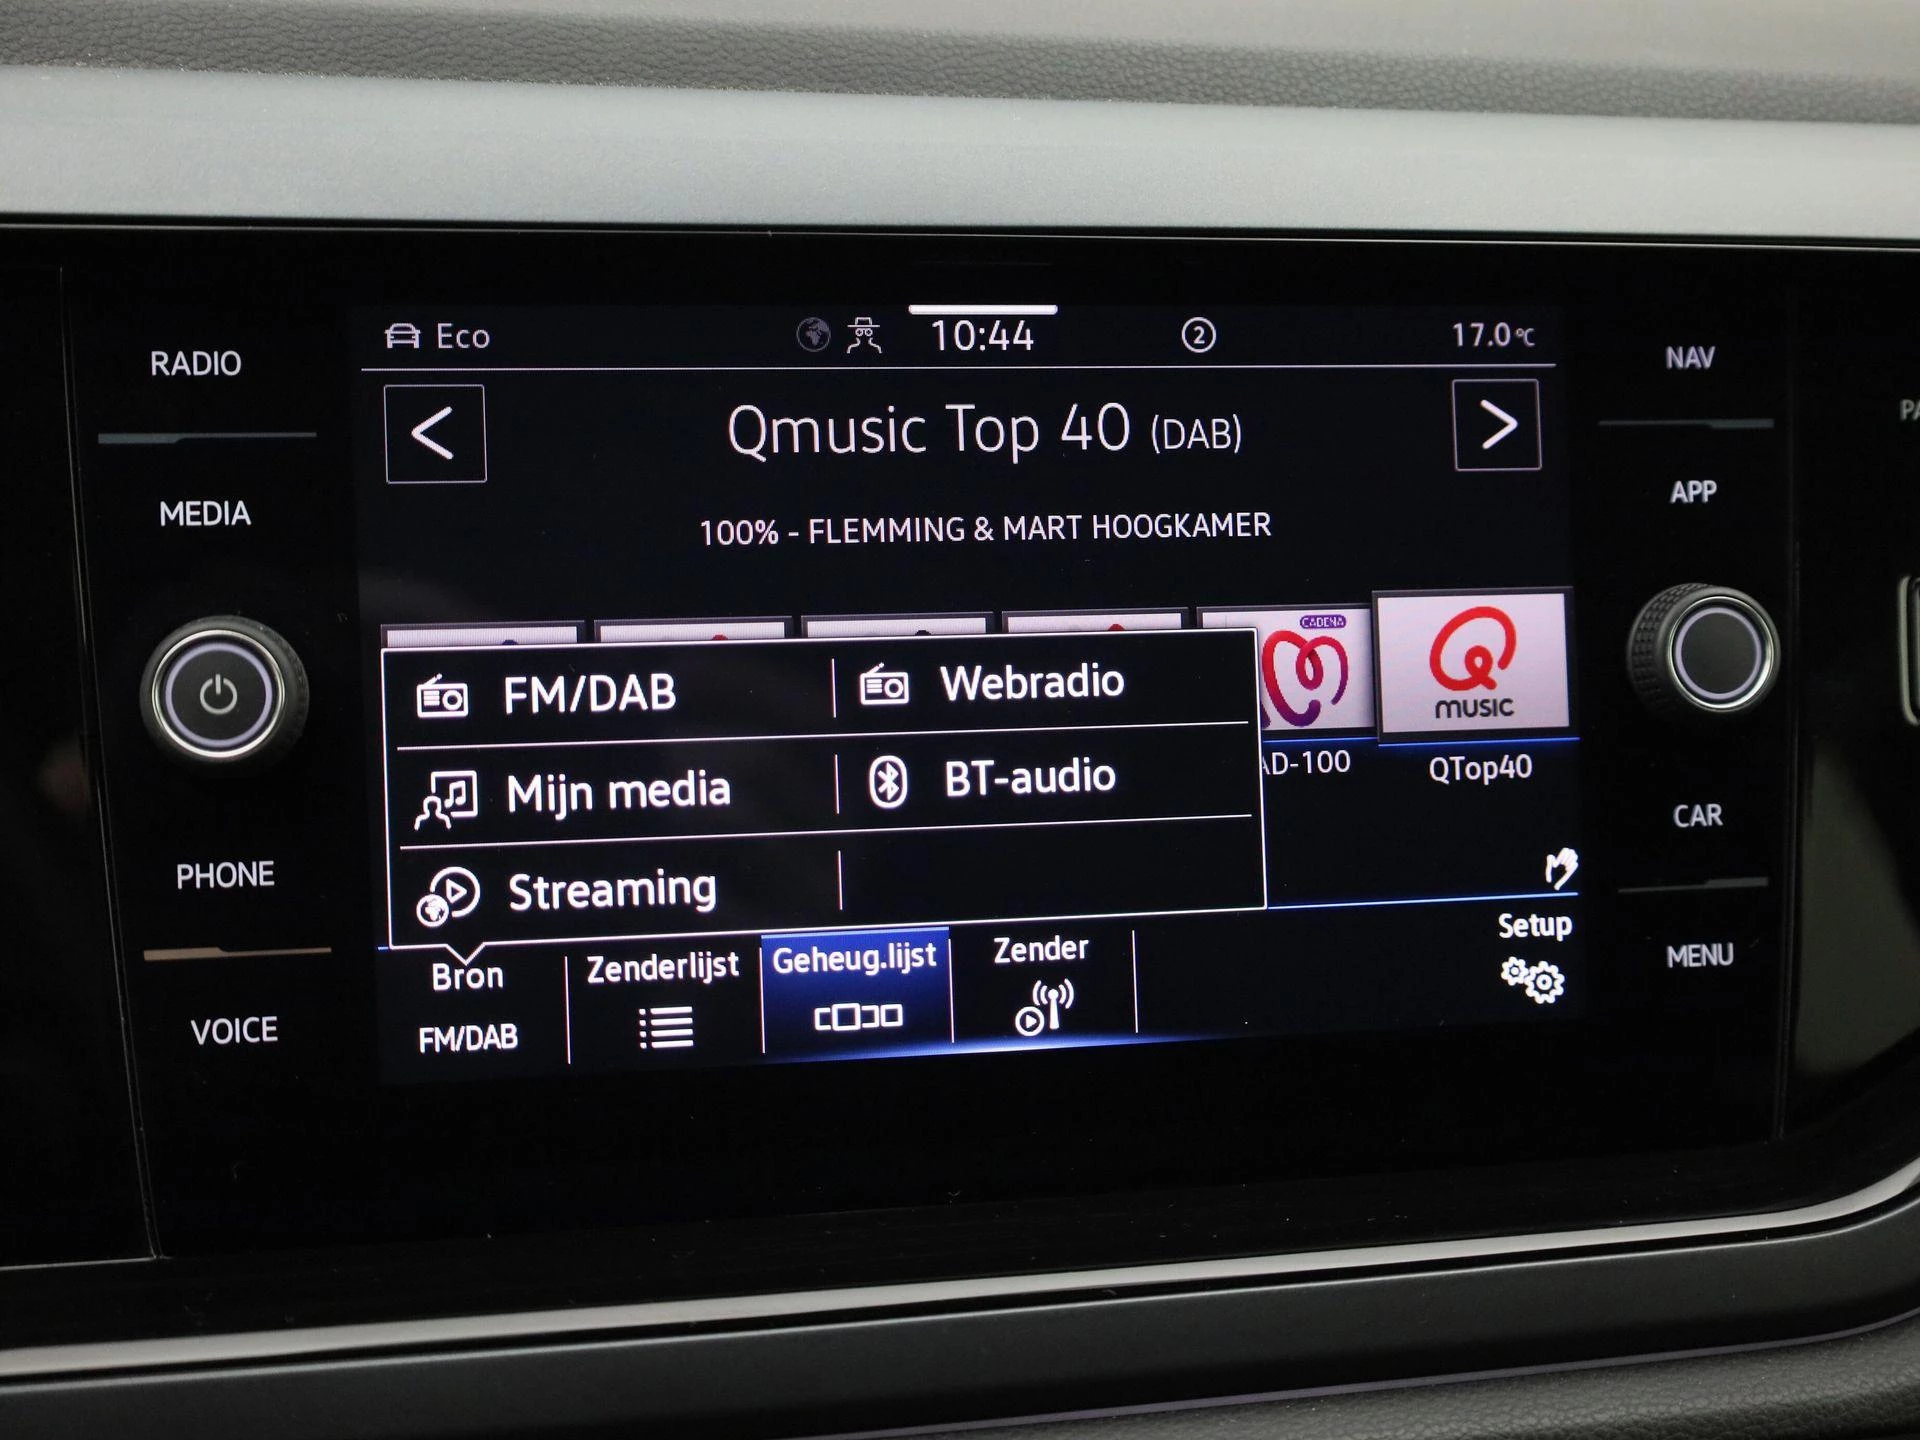 RADIO
MEDIA
PHONE
VOICE
Eco
10:44
2
17.0°C
Qmusic Top 40 (DAB)
100% - FLEMMING & MART HOOGKAMER
CADENA
MUSIC
AD-100
QTop40
FM/DAB
Webradio
Mijn media
BT-audio
Streaming
Bron
FM/DAB
Zenderlijst
Geheug.lijst
Zender
Setup
NAV
APP
CAR
MENU